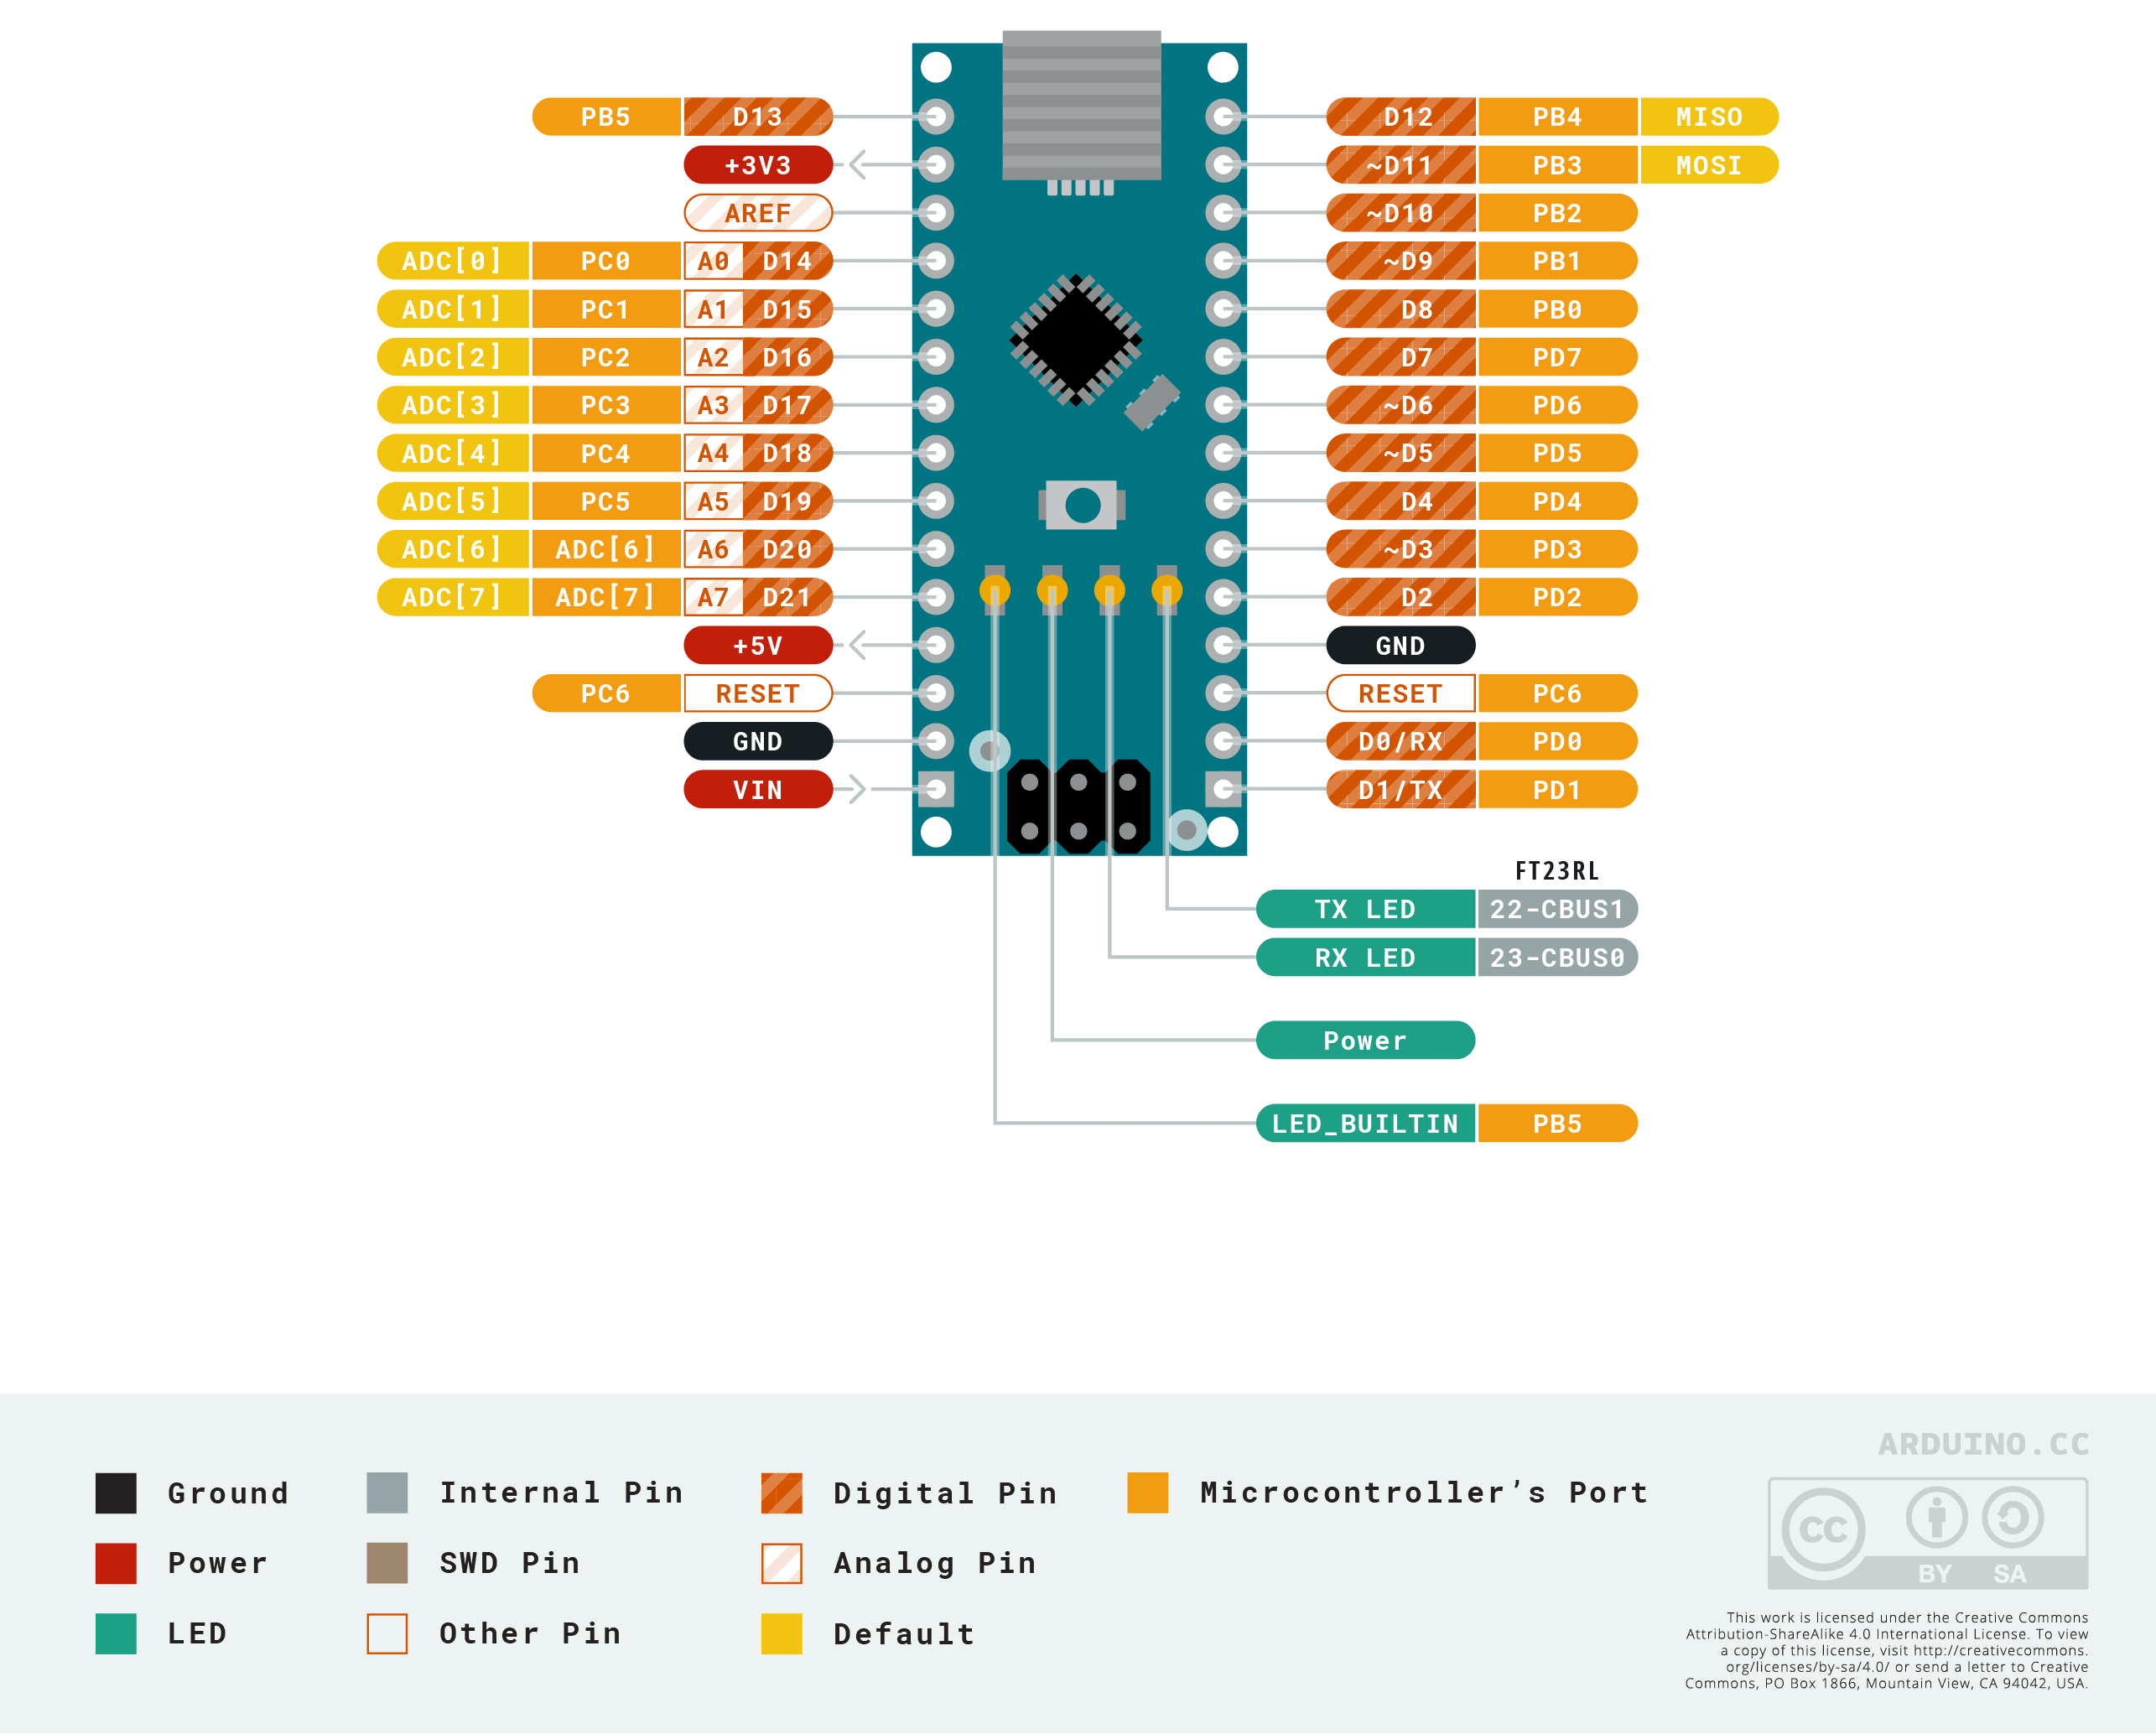 PB5 D13
+3V3
AREF
ADC[0] PC0 A0 D14
ADC[1] PC1 A1 D15
ADC[2] PC2 A2 D16
ADC[3] PC3 A3 D17
ADC[4] PC4 A4 D18
ADC[5] PC5 A5 D19
ADC[6] ADC[6] A6 D20
ADC[7] ADC[7] A7 D21
+5V
PC6 RESET
GND
VIN
D12 PB4 MISO
~D11 PB3 MOSI
~D10 PB2
~D9 PB1
D8 PB0
D7 PD7
~D6 PD6
~D5 PD5
D4 PD4
~D3 PD3
D2 PD2
GND
RESET PC6
D0/RX PD0
D1/TX PD1
FT23RL
TX LED 22-CBUS1
RX LED 23-CBUS0
Power
LED_BUILTIN PB5
Ground
Power
LED
Internal Pin
SWD Pin
Other Pin
Digital Pin
Analog Pin
Default
Microcontroller’s Port
ARDUINO.CC
CC
BY SA
This work is licensed under the Creative Commons
Attribution-ShareAlike 4.0 International License. To view
a copy of this license, visit http://creativecommons.
org/licenses/by-sa/4.0/ or send a letter to Creative
Commons, PO Box 1866, Mountain View, CA 94042, USA.